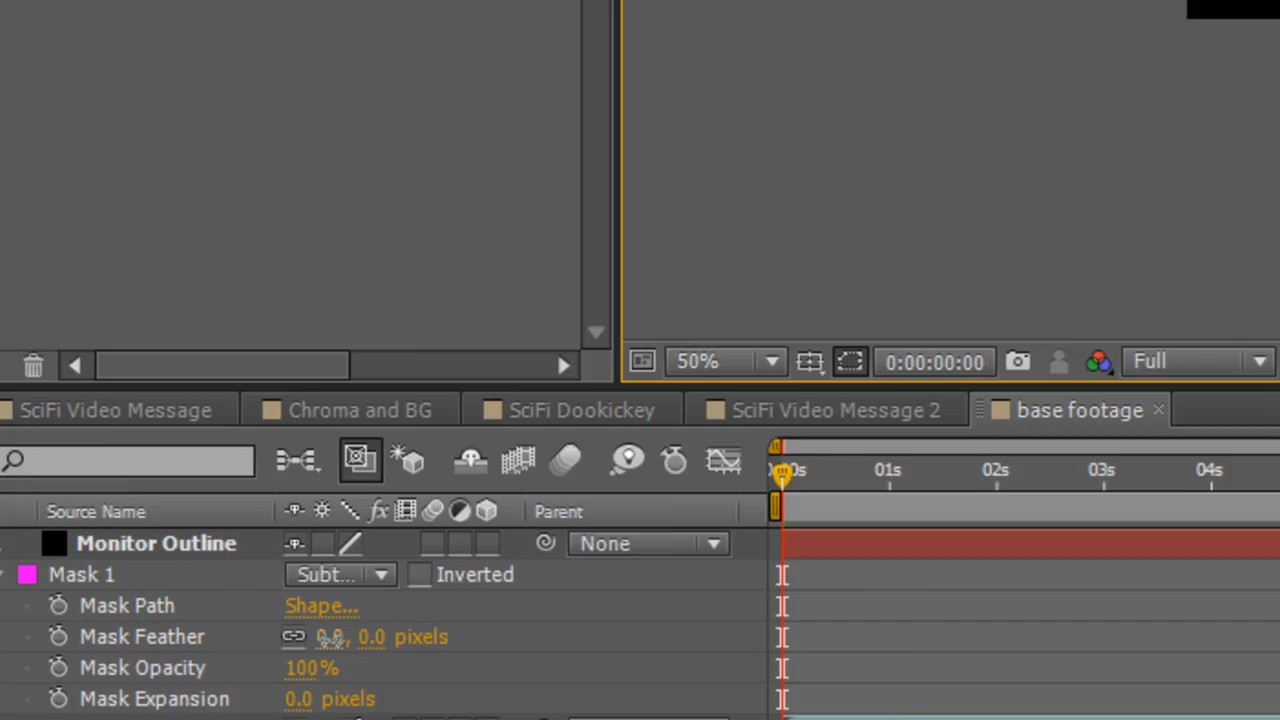 50%
0:00:00:00
Full
SciFi Video Message
Chroma and BG
SciFi Dookickey
SciFi Video Message 2
base footage
01s
02s
03s
04s
Source Name
fx
Parent
Monitor Outline
None
Mask 1
Subt...
Inverted
Mask Path
Shape...
Mask Feather
0.0 pixels
Mask Opacity
100%
Mask Expansion
0.0 pixels